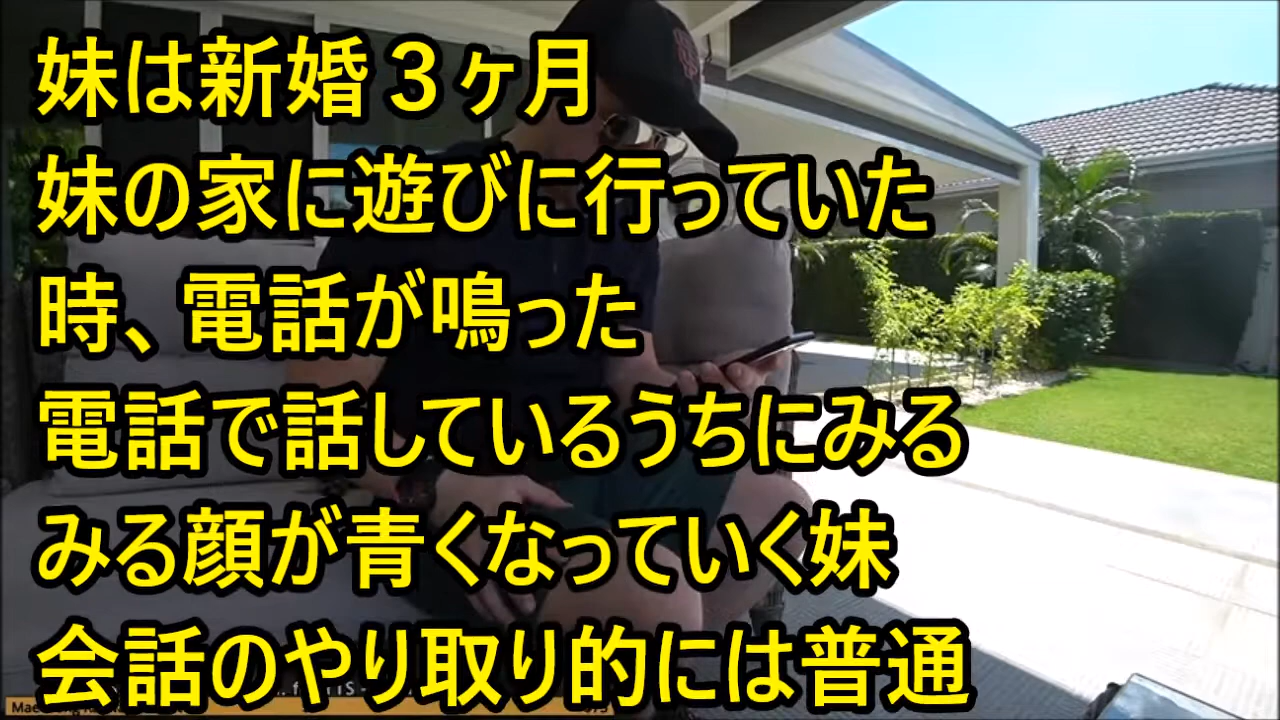 妹は新婚３ヶ月
妹の家に遊びに行っていた
時、電話が鳴った
電話で話しているうちにみる
みる顔が青くなっていく妹
会話のやり取り的には普通